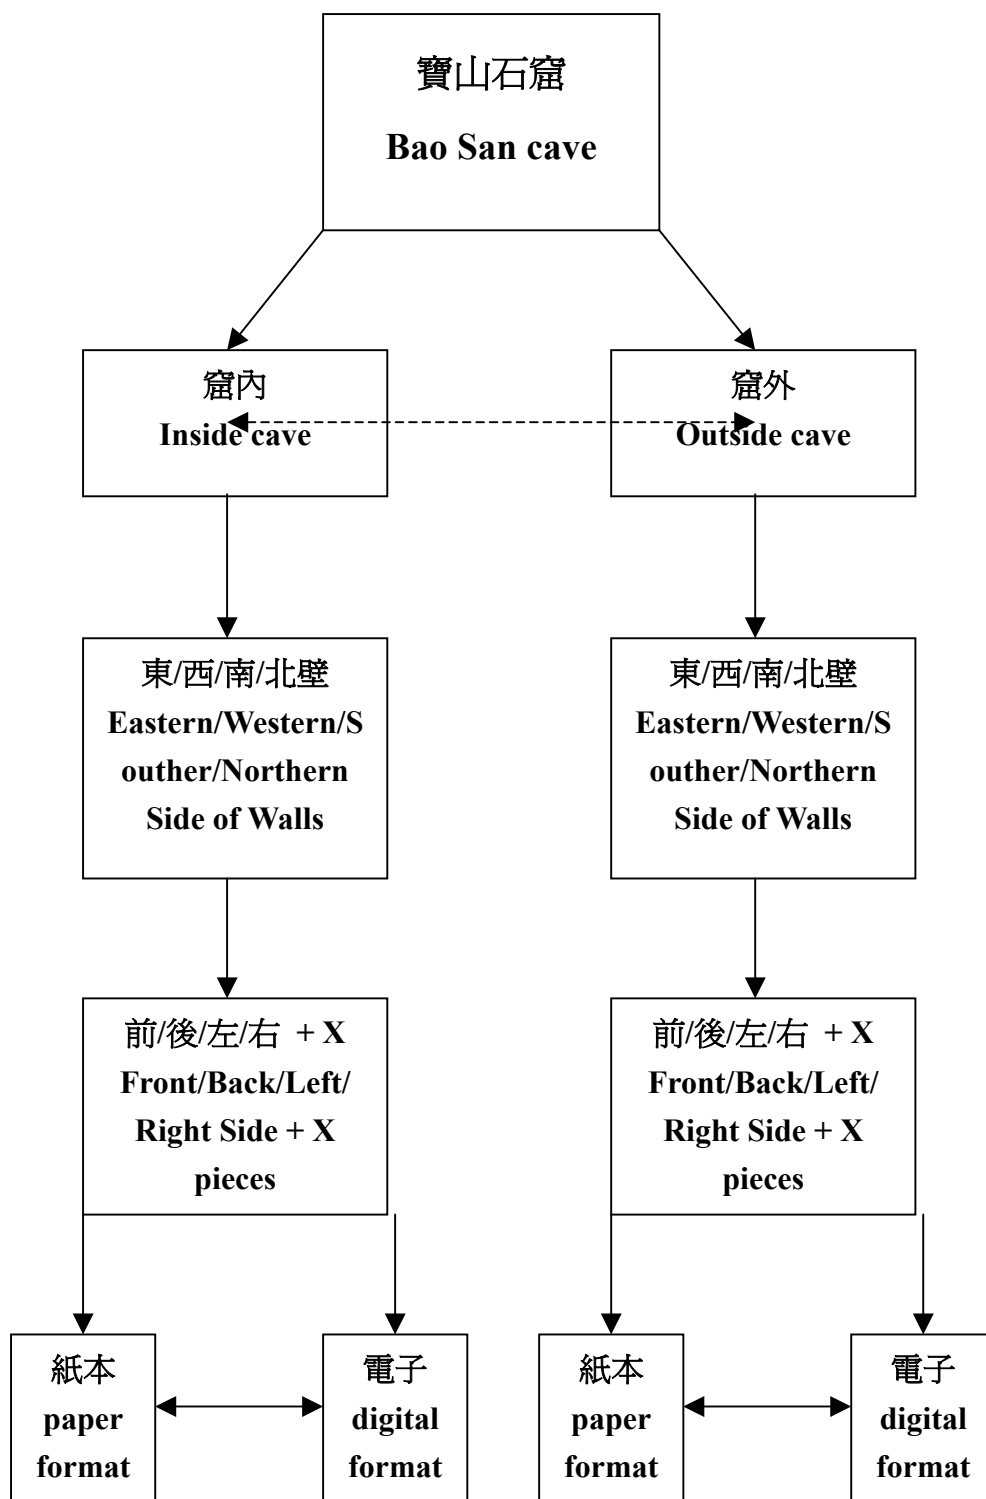 寶山石窟
Bao San cave
窟內
Inside cave
窟外
Outside cave
東/西/南/北壁
Eastern/Western/S
outher/Northern
Side of Walls
東/西/南/北壁
Eastern/Western/S
outher/Northern
Side of Walls
前/後/左/右 + X
Front/Back/Left/
Right Side + X
pieces
前/後/左/右 + X
Front/Back/Left/
Right Side + X
pieces
紙本
paper
format
電子
digital
format
紙本
paper
format
電子
digital
format